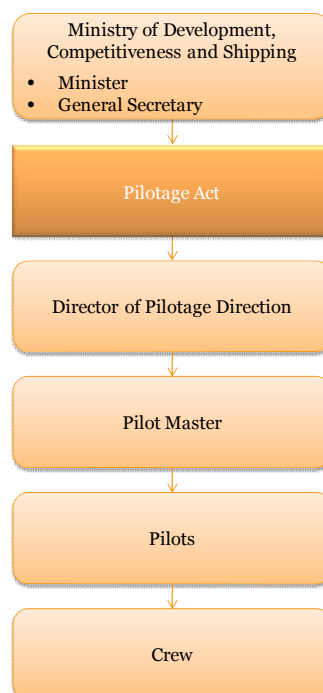 Ministry of Development,
Competitiveness and Shipping
• Minister
• General Secretary
Pilotage Act
Director of Pilotage Direction
Pilot Master
Pilots
Crew